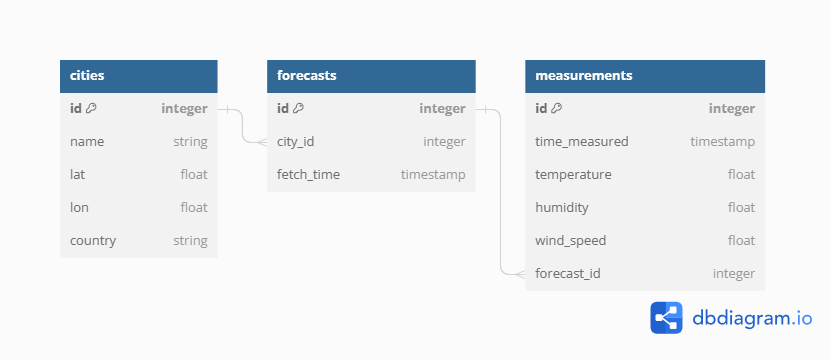 cities
id integer
name string
lat float
lon float
country string
forecasts
id integer
city_id integer
fetch_time timestamp
measurements
id integer
time_measured timestamp
temperature float
humidity float
wind_speed float
forecast_id integer
dbdiagram.io